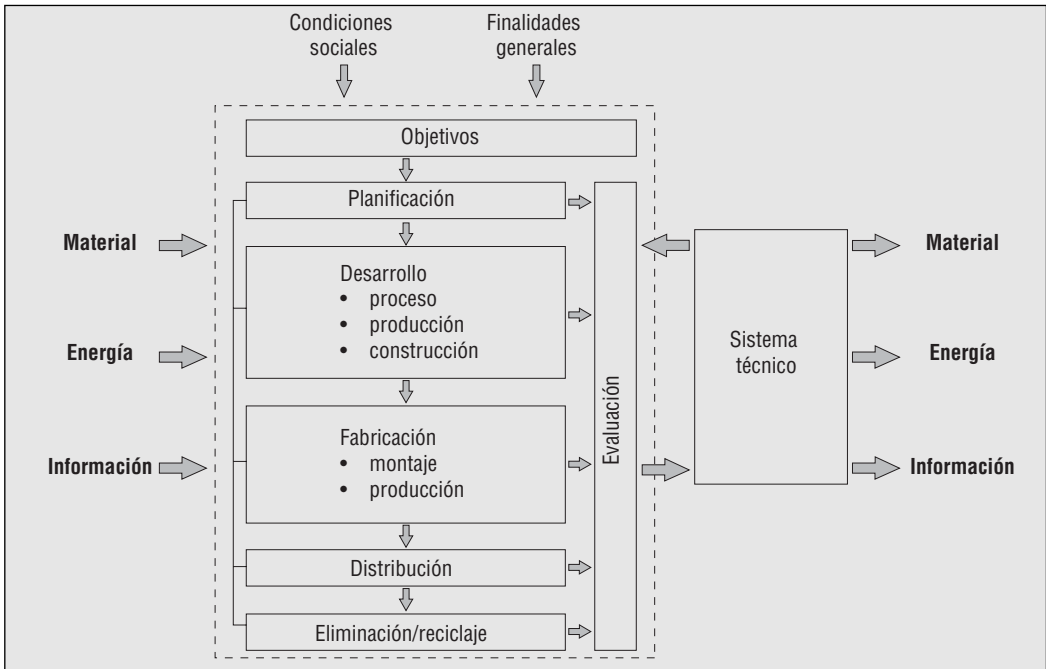 Condiciones
sociales
Finalidades
generales
Objetivos
Planificación
Material
Energía
Información
Desarrollo
• proceso
• producción
• construcción
Fabricación
• montaje
• producción
Distribución
Eliminación/reciclaje
Evaluación
Sistema
técnico
Material
Energía
Información